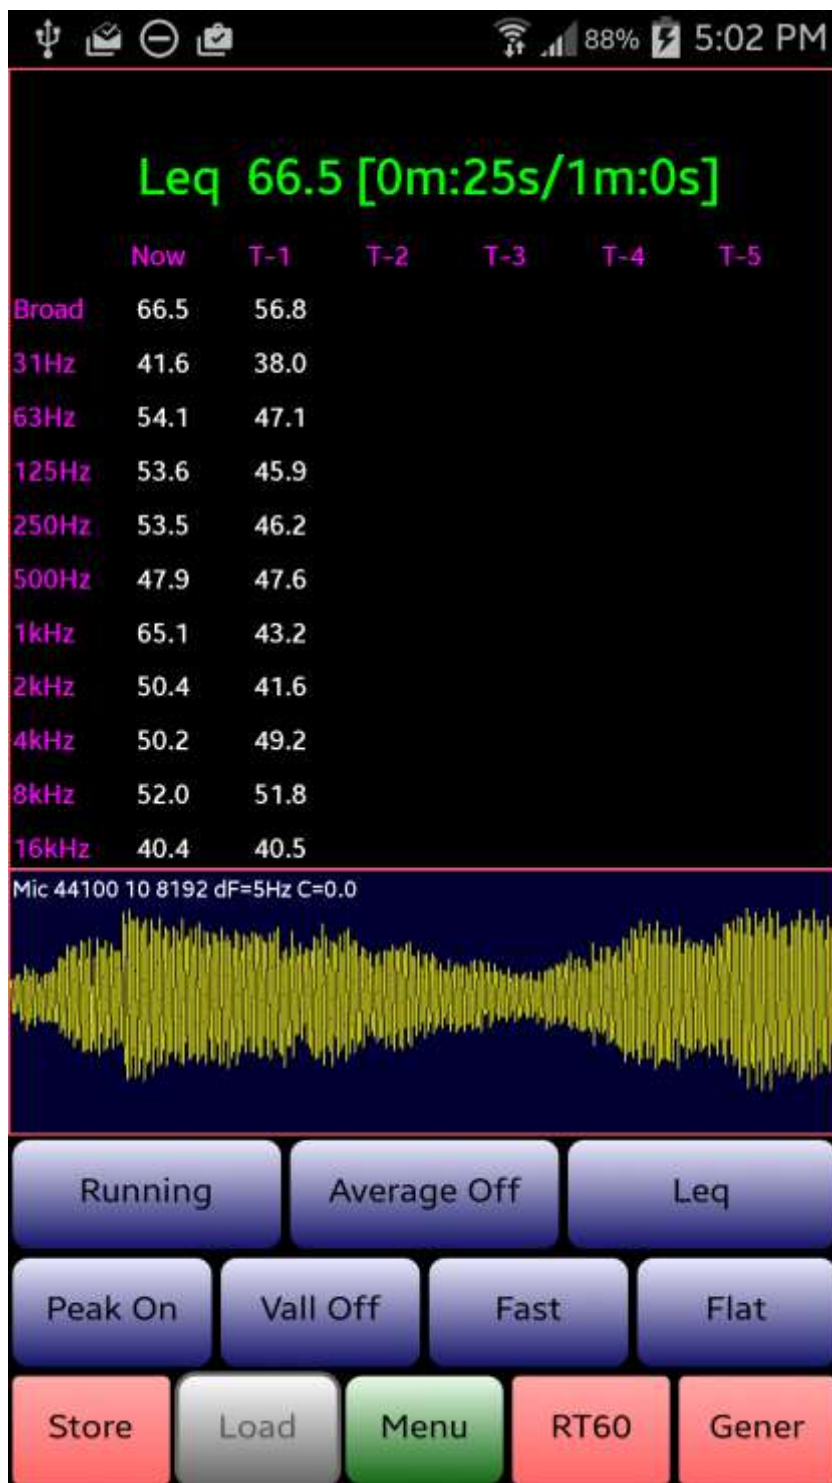 88% 5:02 PM
Leq 66.5 [0m:25s/1m:0s]
Now T-1 T-2 T-3 T-4 T-5
Broad 66.5 56.8
31Hz 41.6 38.0
63Hz 54.1 47.1
125Hz 53.6 45.9
250Hz 53.5 46.2
500Hz 47.9 47.6
1kHz 65.1 43.2
2kHz 50.4 41.6
4kHz 50.2 49.2
8kHz 52.0 51.8
16kHz 40.4 40.5
Mic 44100 10 8192 dF=5Hz C=0.0
Running Average Off Leq
Peak On Vall Off Fast Flat
Store Load Menu RT60 Gener